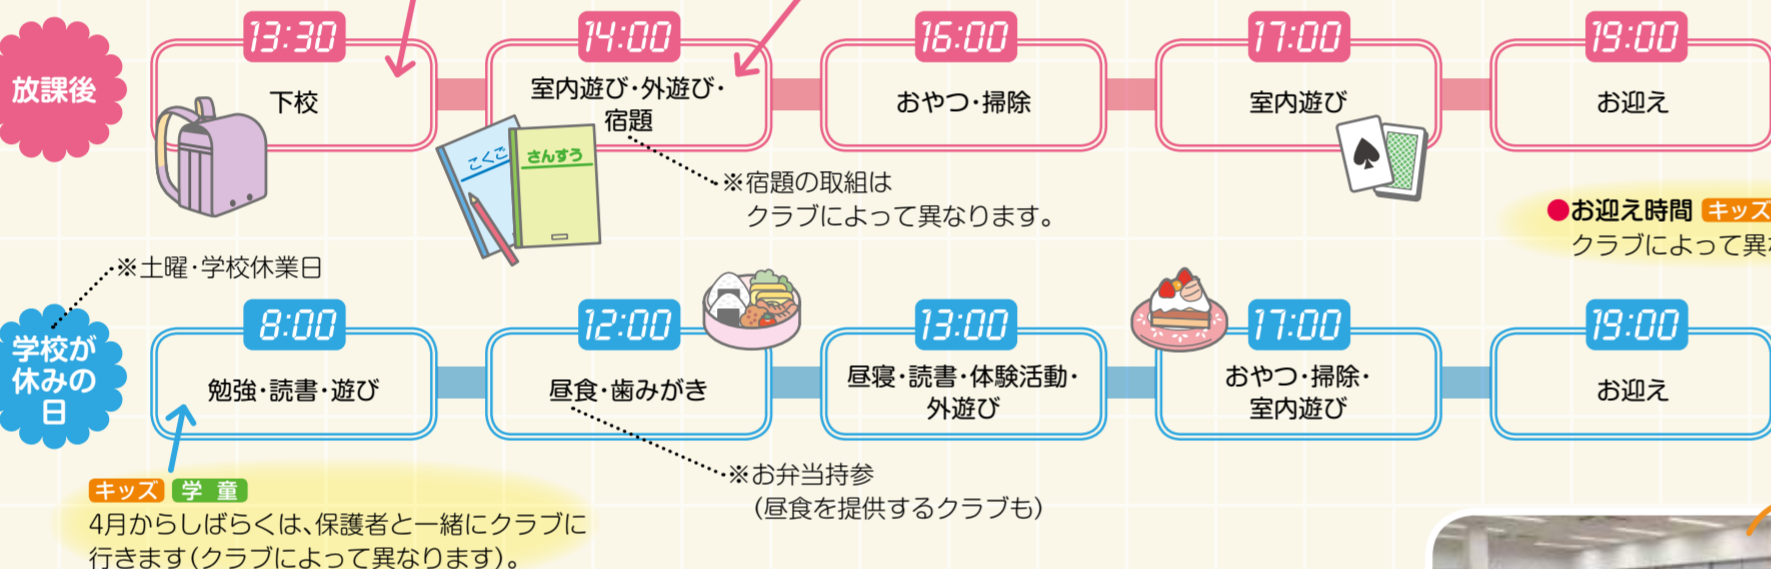 放課後
13:30
下校
14:00
室内遊び・外遊び・
宿題
16:00
おやつ・掃除
17:00
室内遊び
19:00
お迎え
こくご
さんすう
※宿題の取組は
クラブによって異なります。
●お迎え時間 キッズ
クラブによって異
※土曜・学校休業日
学校が
休みの
日
8:00
勉強・読書・遊び
12:00
昼食・歯みがき
13:00
昼寝・読書・体験活動・
外遊び
17:00
おやつ・掃除・
室内遊び
19:00
お迎え
キッズ 学童
4月からしばらくは、保護者と一緒にクラブに
行きます(クラブによって異なります)。
※お弁当持参
(昼食を提供するクラブも)